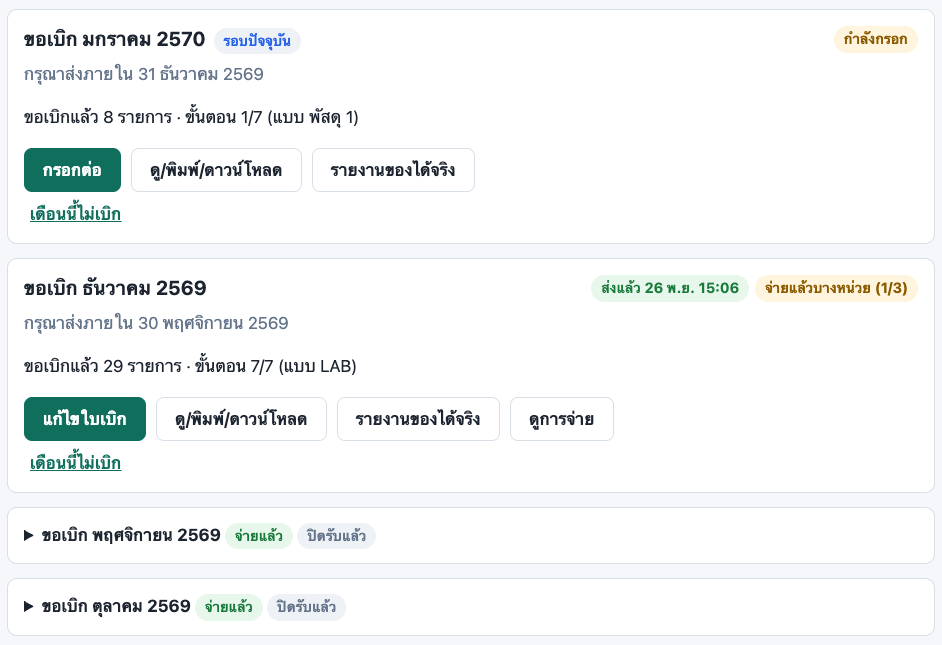 ขอเบิก มกราคม 2570 รอบปัจจุบัน กำลังกรอก
กรุณาส่งภายใน 31 ธันวาคม 2569
ขอเบิกแล้ว 8 รายการ · ขั้นตอน 1/7 (แบบ พัสดุ 1)
กรอกต่อ ดู/พิมพ์/ดาวน์โหลด รายงานของได้จริง
เดือนนี้ไม่เบิก
ขอเบิก ธันวาคม 2569 ส่งแล้ว 26 พ.ย. 15:06 จ่ายแล้วบางหน่วย (1/3)
กรุณาส่งภายใน 30 พฤศจิกายน 2569
ขอเบิกแล้ว 29 รายการ · ขั้นตอน 7/7 (แบบ LAB)
แก้ไขใบเบิก ดู/พิมพ์/ดาวน์โหลด รายงานของได้จริง ดูการจ่าย
เดือนนี้ไม่เบิก
ขอเบิก พฤศจิกายน 2569 จ่ายแล้ว ปิดรับแล้ว
ขอเบิก ตุลาคม 2569 จ่ายแล้ว ปิดรับแล้ว